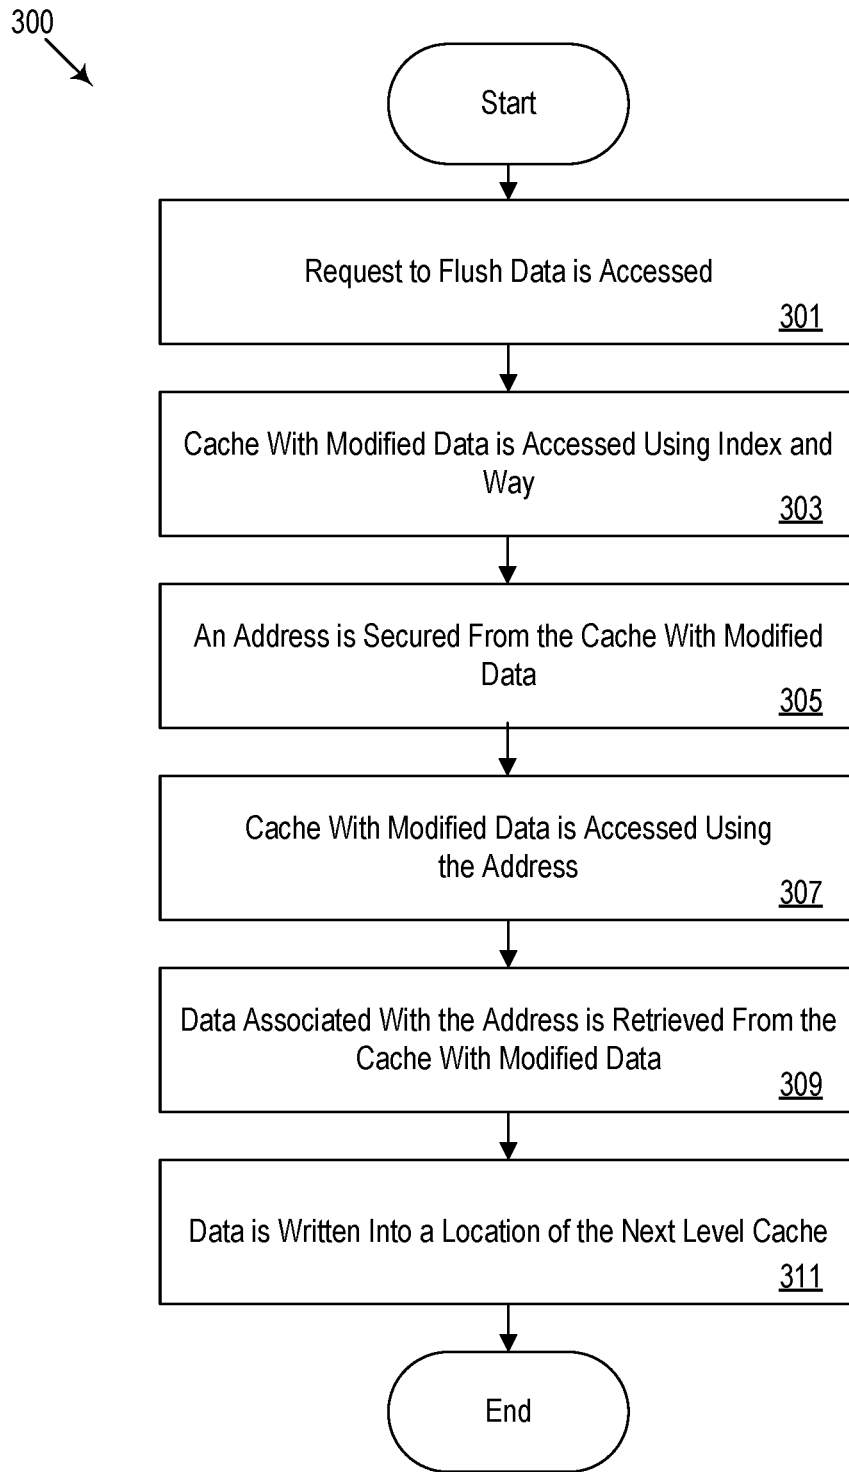 300
Start
Request to Flush Data is Accessed
301
Cache With Modified Data is Accessed Using Index and
Way
303
An Address is Secured From the Cache With Modified
Data
305
Cache With Modified Data is Accessed Using
the Address
307
Data Associated With the Address is Retrieved From the
Cache With Modified Data
309
Data is Written Into a Location of the Next Level Cache
311
End